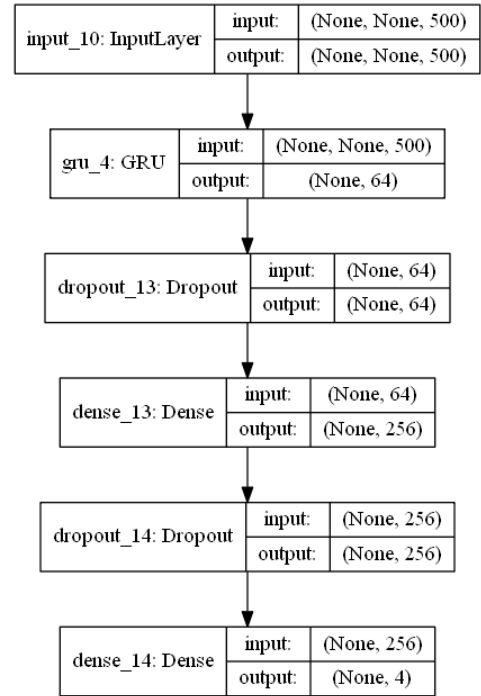 input_10: InputLayer
input: (None, None, 500)
output: (None, None, 500)
gru_4: GRU
input: (None, None, 500)
output: (None, 64)
dropout_13: Dropout
input: (None, 64)
output: (None, 64)
dense_13: Dense
input: (None, 64)
output: (None, 256)
dropout_14: Dropout
input: (None, 256)
output: (None, 256)
dense_14: Dense
input: (None, 256)
output: (None, 4)